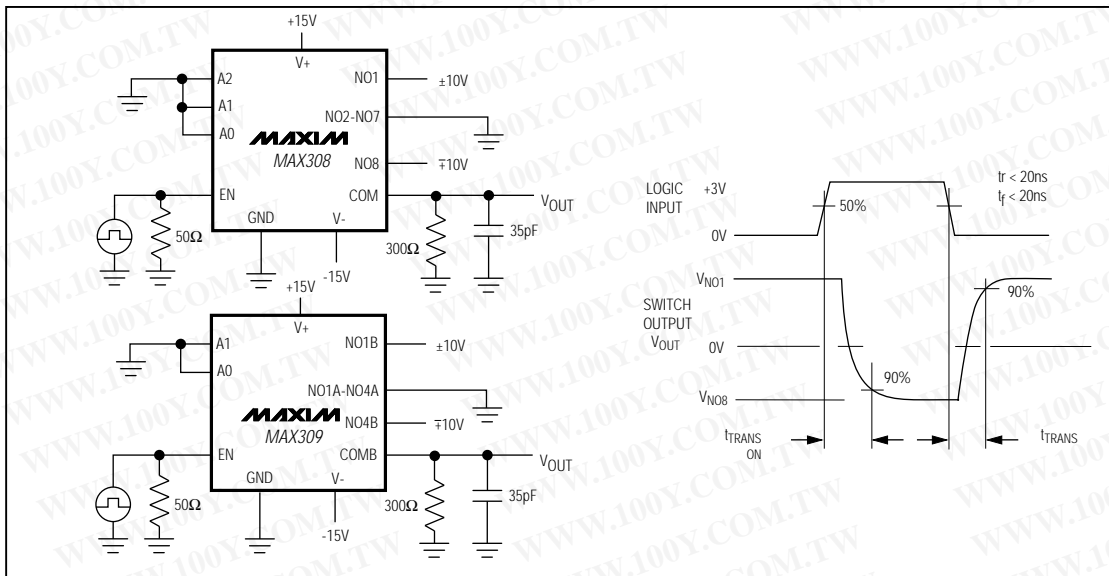 +15V
V+
A2
A1
A0
EN
NO1
±10V
NO2-NO7
MAXIM
MAX308
NO8
∓10V
COM
VOUT
GND
V-
50Ω
300Ω
35pF
-15V
+15V
V+
A1
A0
EN
NO1B
±10V
NO1A-NO4A
MAXIM
MAX309
NO4B
∓10V
COMB
VOUT
GND
V-
50Ω
300Ω
35pF
-15V
LOGIC +3V
INPUT
50%
0V
tr < 20ns
tf < 20ns
VNO1
SWITCH
OUTPUT
VOUT
0V
90%
90%
VNO8
tTRANS
ON
tTRANS
WWW.100Y.COM.TW